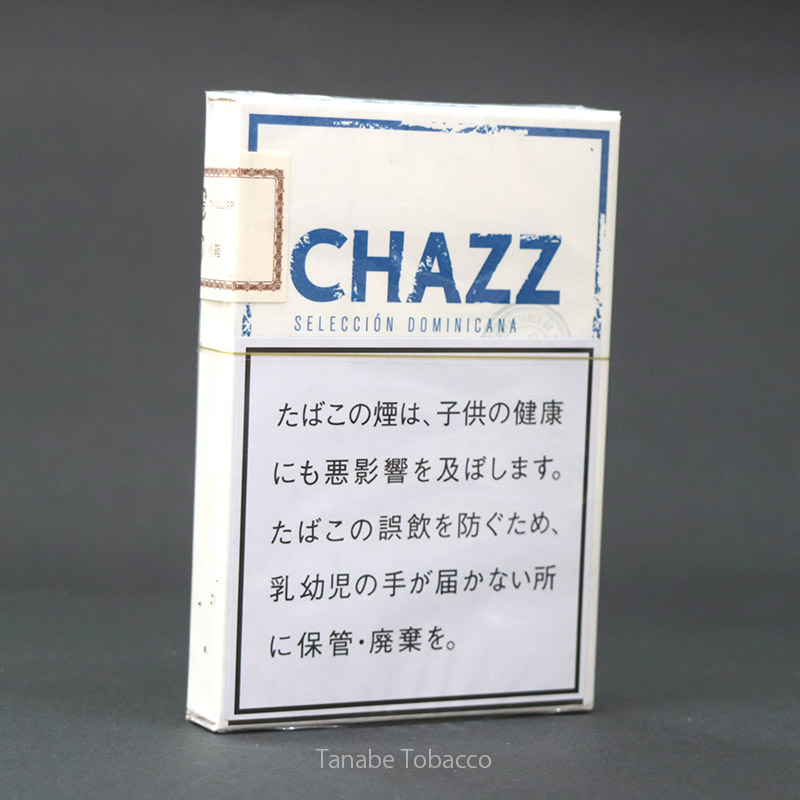 CHAZZ
SELECCIÓN DOMINICANA
たばこの煙は、子供の健康
にも悪影響を及ぼします。
たばこの誤飲を防ぐため、
乳幼児の手が届かない所
に保管・廃棄を。
Tanabe Tobacco